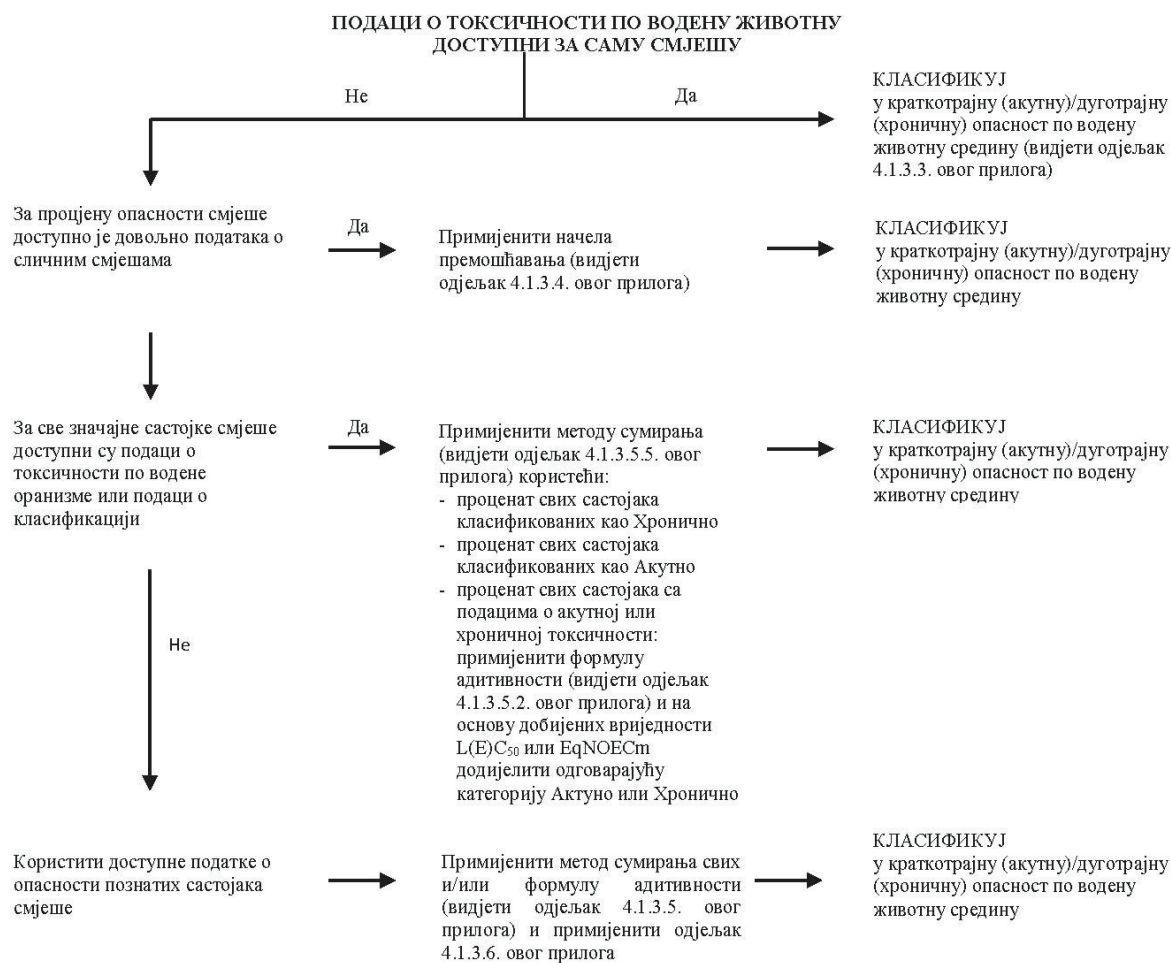 ПОДАЦИ О ТОКСИЧНОСТИ ПО ВОДЕНУ ЖИВОТНУ
ДОСТУПНИ ЗА САМУ СМЈЕШУ
Не
Да
КЛАСИФИКУЈ
у краткотрајну (акутну)/дуготрајну
(хроничну) опасност по водену
животну средину (видјети одјељак
4.1.3.3. овог прилога)
За процјену опасности смјеше
доступно је довољно података о
сличним смјешама
Да
Примијенити начела
премошћавања (видјети
одјељак 4.1.3.4. овог прилога)
КЛАСИФИКУЈ
у краткотрајну (акутну)/дуготрајну
(хроничну) опасност по водену
животну средину
За све значајне састојке смјеше
доступни су подаци о
токсичности по водене
оранизме или подаци о
класификацији
Да
Примијенити методу сумирања
(видјети одјељак 4.1.3.5.5. овог
прилога) користећи:
- проценат свих састојака
класификованих као Хронично
- проценат свих састојака
класификованих као Акутно
- проценат свих састојака са
подацима о акутној или
хроничној токсичности:
примијенити формулу
адитивности (видјети одјељак
4.1.3.5.2. овог прилога) и на
основу добијених вриједности
L(E)C₅₀ или EqNOECm
додијелити одговарајућу
категорију Актуно или Хронично
КЛАСИФИКУЈ
у краткотрајну (акутну)/дуготрајну
(хроничну) опасност по водену
животну средину
Не
Користити доступне податке о
опасности познатих састојака
смјеше
Примијенити метод сумирања свих
и/или формулу адитивности
(видјети одјељак 4.1.3.5. овог
прилога) и примијенити одјељак
4.1.3.6. овог прилога
КЛАСИФИКУЈ
у краткотрајну (акутну)/дуготрајну
(хроничну) опасност по водену
животну средину